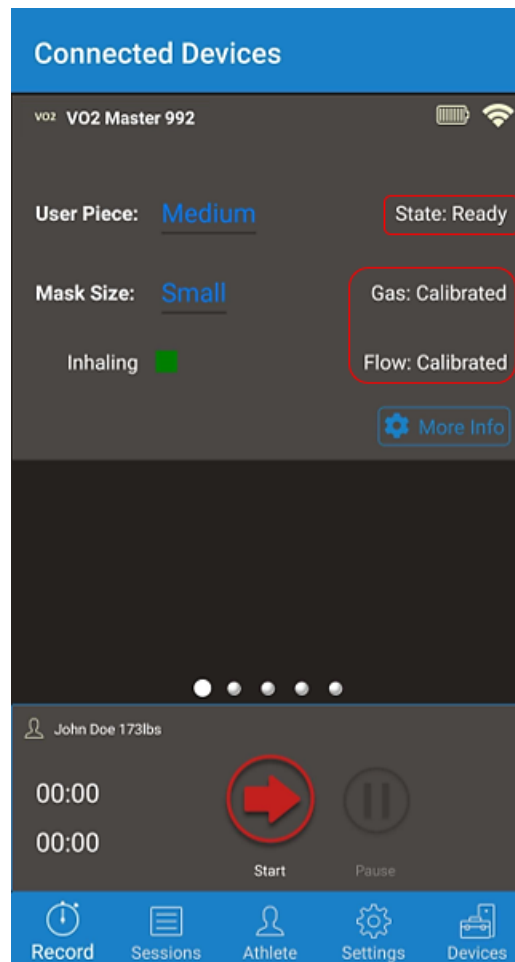 Connected Devices
VO2 VO2 Master 992
User Piece: Medium State: Ready
Mask Size: Small Gas: Calibrated
Inhaling Flow: Calibrated
More Info
John Doe 173lbs
00:00
00:00
Start Pause
Record Sessions Athlete Settings Devices